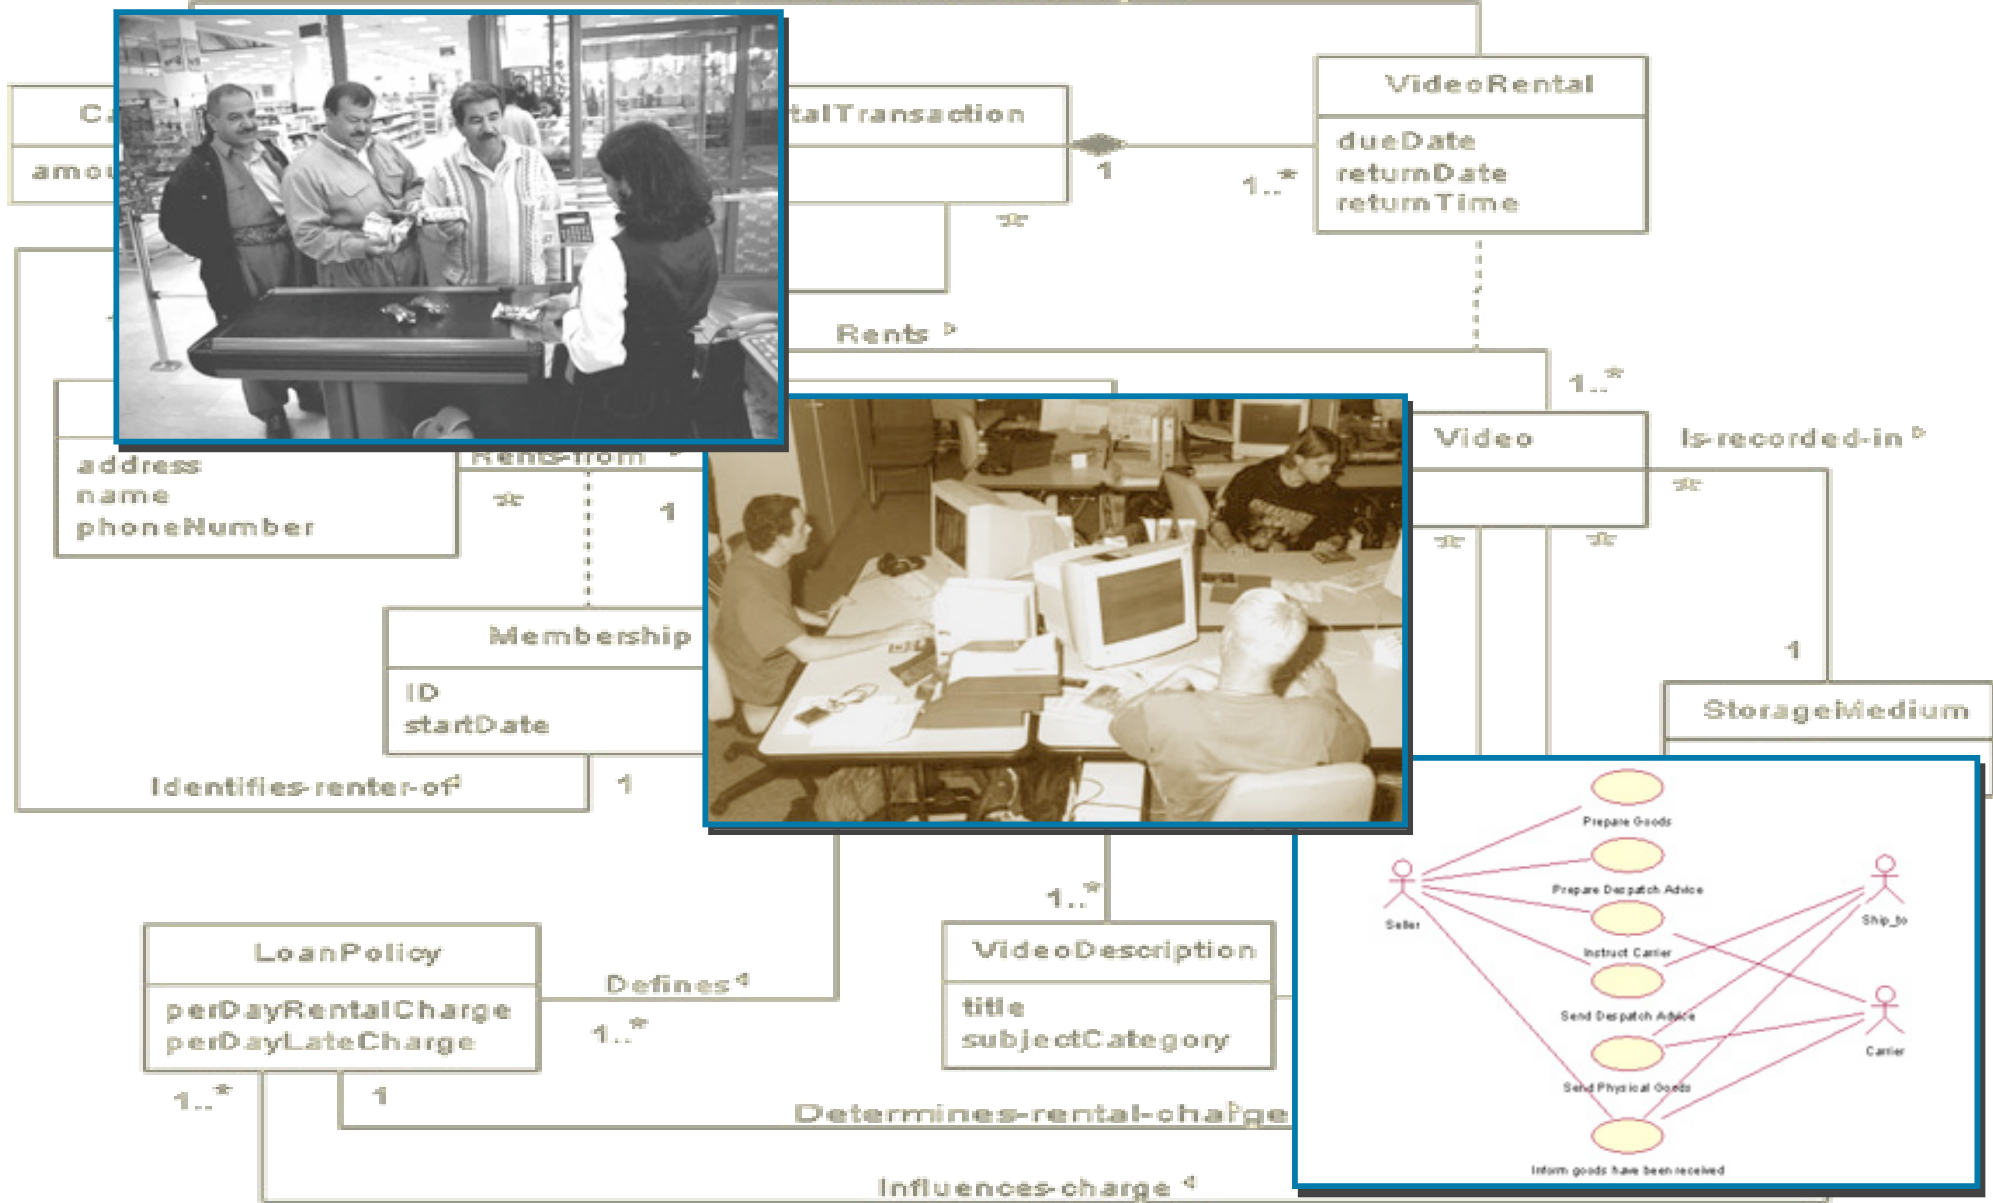 VideoRental
talTransaction
dueDate
returnDate
returnTime
1
1..*
*
Rents
1..*
Video
Is-recorded-in
*
address
name
phoneNumber
Rents-from
*
1
*
*
Membership
ID
startDate
1
StorageMedium
Identifies-renter-of
1
Prepare Goods
Prepare Despatch Advice
Seller
Ship_to
Instruct Carrier
Send Despatch Advice
Carrier
Send Physical Goods
Inform goods have been received
1..*
LoanPolicy
perDayRentalCharge
perDayLateCharge
Defines
1..*
VideoDescription
title
subjectCategory
1..*
1
Determines-rental-charge
Influences-charge